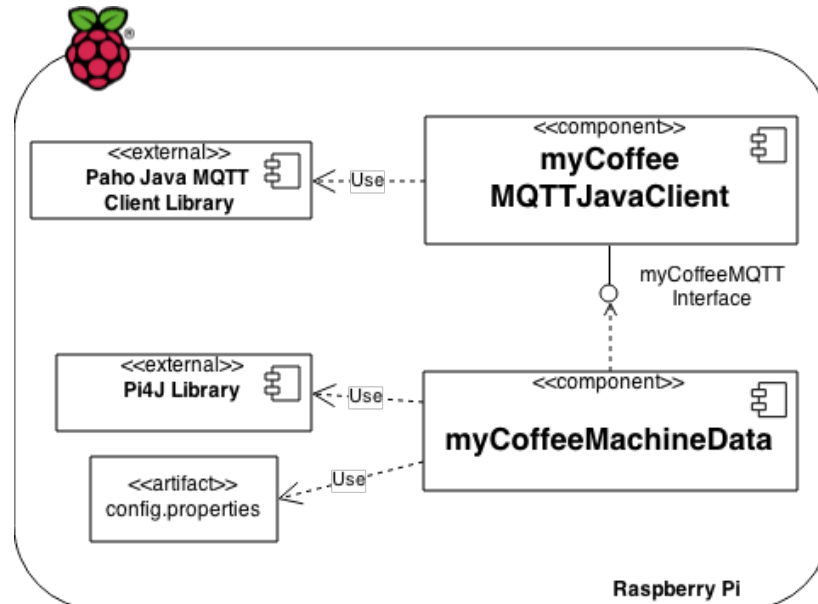 ®
<<component>>
myCoffee
MQTTJavaClient
<<external>>
Paho Java MQTT
Client Library
Use
myCoffeeMQTT
Interface
<<external>>
Pi4J Library
Use
<<component>>
myCoffeeMachineData
<<artifact>>
config.properties
Use
Raspberry Pi